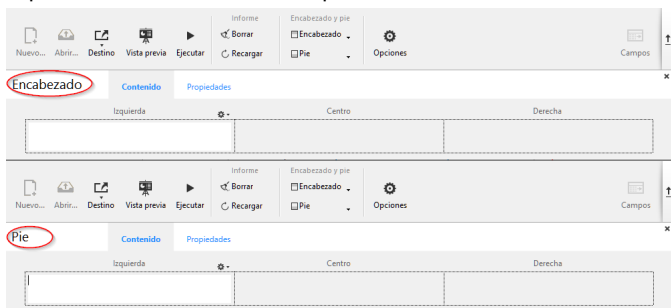 Informe Encabezado y pie
Borrar Encabezado
Nuevo... Abrir... Destino Vista previa Ejecutar Recargar Pie Opciones Campos
Encabezado Contenido Propiedades
Izquierda Centro Derecha
Informe Encabezado y pie
Borrar Encabezado
Nuevo... Abrir... Destino Vista previa Ejecutar Recargar Pie Opciones Campos
Pie Contenido Propiedades
Izquierda Centro Derecha